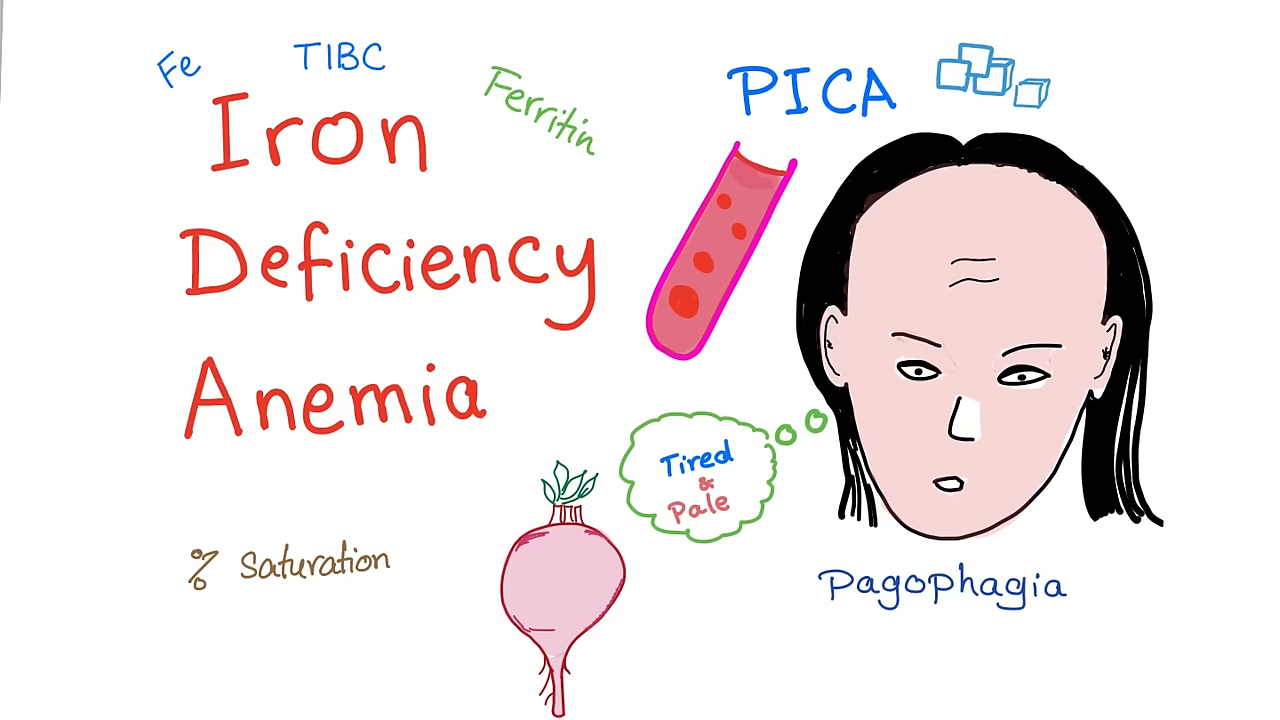 Fe
TIBC
Ferritin
Iron
Deficiency
Anemia
% Saturation
PICA
Tired
&
Pale
Pagophagia